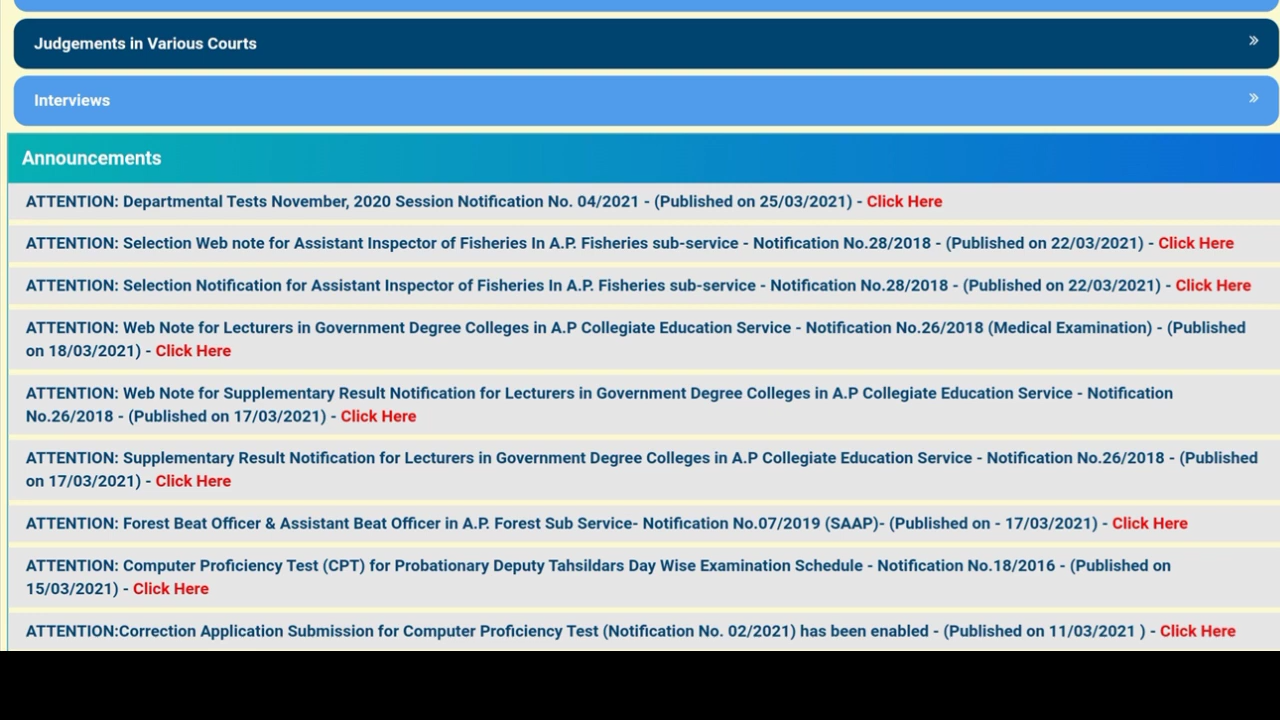 Judgements in Various Courts »
Interviews »
Announcements
ATTENTION: Departmental Tests November, 2020 Session Notification No. 04/2021 - (Published on 25/03/2021) - Click Here
ATTENTION: Selection Web note for Assistant Inspector of Fisheries In A.P. Fisheries sub-service - Notification No.28/2018 - (Published on 22/03/2021) - Click Here
ATTENTION: Selection Notification for Assistant Inspector of Fisheries In A.P. Fisheries sub-service - Notification No.28/2018 - (Published on 22/03/2021) - Click Here
ATTENTION: Web Note for Lecturers in Government Degree Colleges in A.P Collegiate Education Service - Notification No.26/2018 (Medical Examination) - (Published
on 18/03/2021) - Click Here
ATTENTION: Web Note for Supplementary Result Notification for Lecturers in Government Degree Colleges in A.P Collegiate Education Service - Notification
No.26/2018 - (Published on 17/03/2021) - Click Here
ATTENTION: Supplementary Result Notification for Lecturers in Government Degree Colleges in A.P Collegiate Education Service - Notification No.26/2018 - (Published
on 17/03/2021) - Click Here
ATTENTION: Forest Beat Officer & Assistant Beat Officer in A.P. Forest Sub Service- Notification No.07/2019 (SAAP)- (Published on - 17/03/2021) - Click Here
ATTENTION: Computer Proficiency Test (CPT) for Probationary Deputy Tahsildars Day Wise Examination Schedule - Notification No.18/2016 - (Published on
15/03/2021) - Click Here
ATTENTION:Correction Application Submission for Computer Proficiency Test (Notification No. 02/2021) has been enabled - (Published on 11/03/2021 ) - Click Here